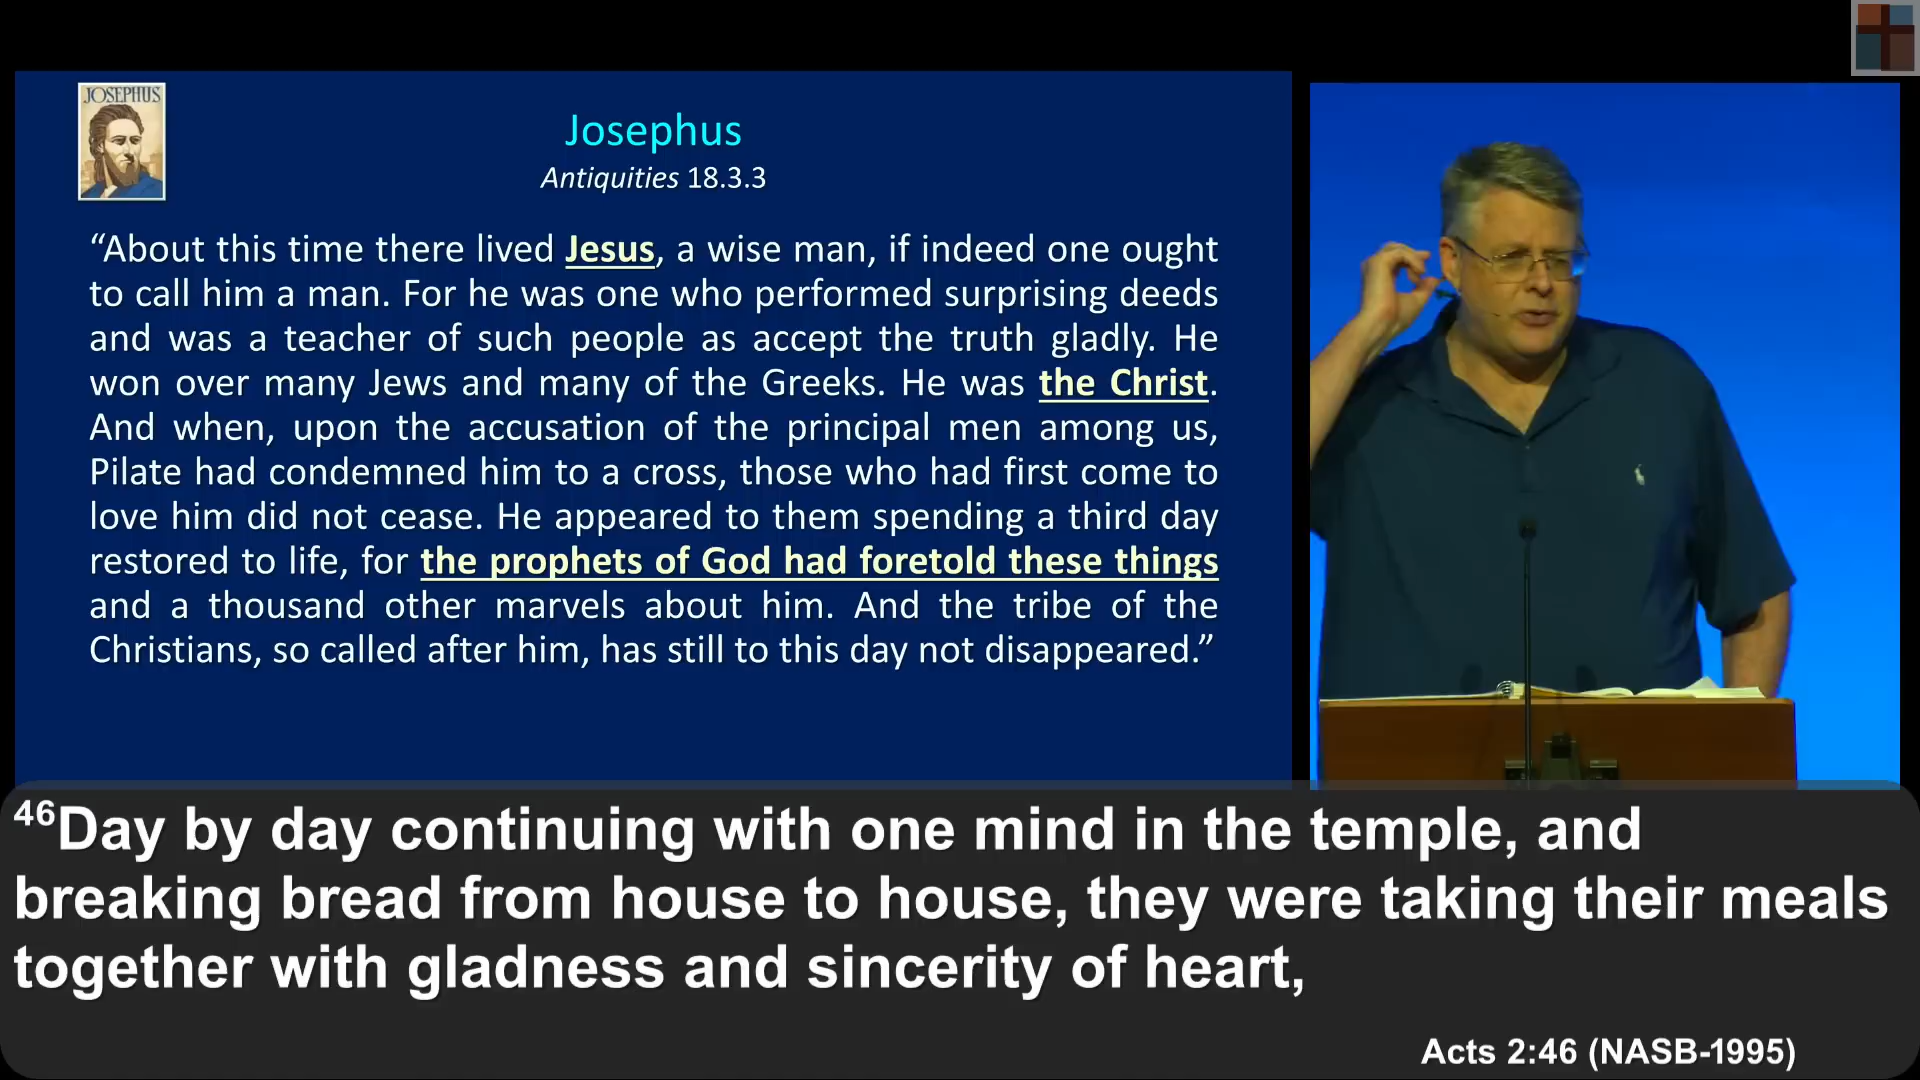 JOSEPHUS
Josephus
Antiquities 18.3.3
“About this time there lived Jesus, a wise man, if indeed one ought
to call him a man. For he was one who performed surprising deeds
and was a teacher of such people as accept the truth gladly. He
won over many Jews and many of the Greeks. He was the Christ.
And when, upon the accusation of the principal men among us,
Pilate had condemned him to a cross, those who had first come to
love him did not cease. He appeared to them spending a third day
restored to life, for the prophets of God had foretold these things
and a thousand other marvels about him. And the tribe of the
Christians, so called after him, has still to this day not disappeared.”
46Day by day continuing with one mind in the temple, and
breaking bread from house to house, they were taking their meals
together with gladness and sincerity of heart,
Acts 2:46 (NASB-1995)